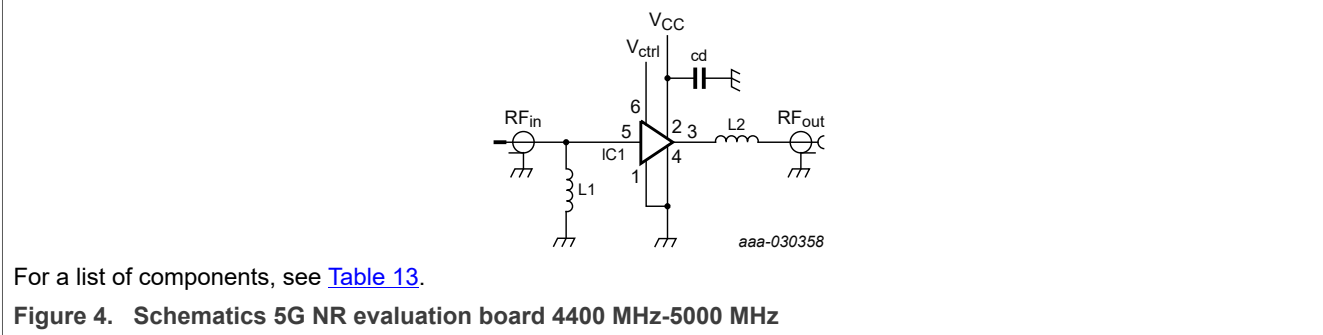 VCC
Vctrl
cd
6
RFin
5
2
3
L2
RFout
IC1
4
1
L1
aaa-030358
For a list of components, see Table 13.
Figure 4. Schematics 5G NR evaluation board 4400 MHz-5000 MHz